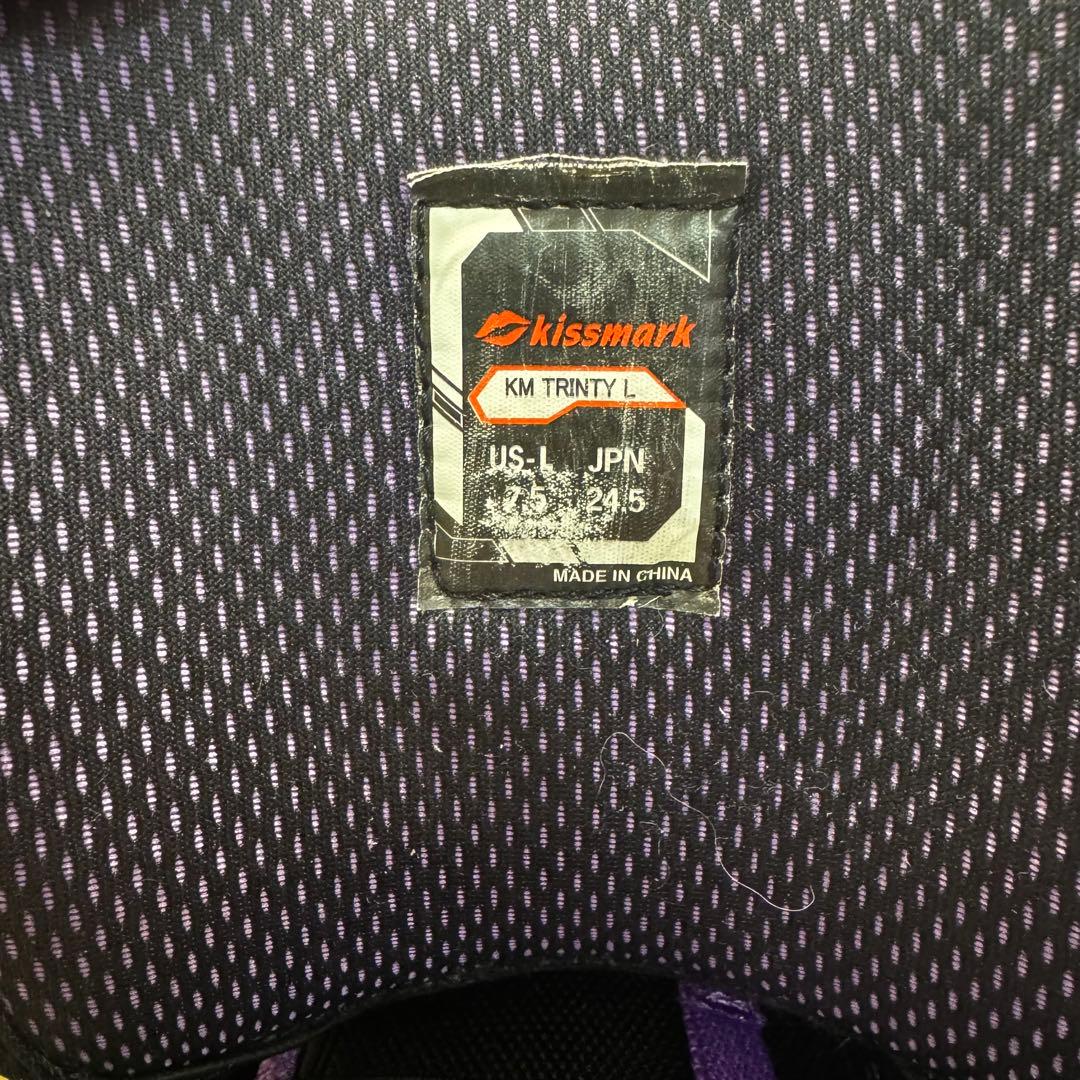 kissmark
KM TRINTY L
US-L JPN
7.5 24.5
MADE IN CHINA